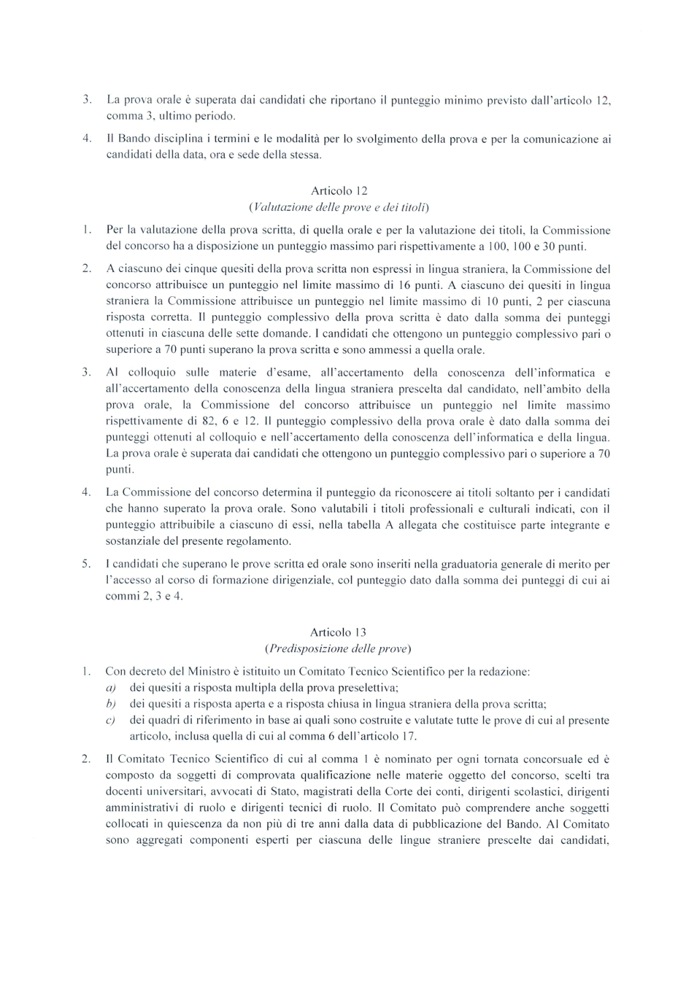 3. La prova orale è superata dai candidati che riportano il punteggio minimo previsto dall'articolo 12,
comma 3, ultimo periodo.
4. Il Bando disciplina i termini e le modalità per lo svolgimento della prova e per la comunicazione ai
candidati della data, ora e sede della stessa.
Articolo 12
(Valutazione delle prove e dei titoli)
1. Per la valutazione della prova scritta, di quella orale e per la valutazione dei titoli, la Commissione
del concorso ha a disposizione un punteggio massimo pari rispettivamente a 100, 100 e 30 punti.
2. A ciascuno dei cinque quesiti della prova scritta non espressi in lingua straniera, la Commissione del
concorso attribuisce un punteggio nel limite massimo di 16 punti. A ciascuno dei quesiti in lingua
straniera la Commissione attribuisce un punteggio nel limite massimo di 10 punti, 2 per ciascuna
risposta corretta. Il punteggio complessivo della prova scritta è dato dalla somma dei punteggi
ottenuti in ciascuna delle sette domande. I candidati che ottengono un punteggio complessivo pari o
superiore a 70 punti superano la prova scritta e sono ammessi a quella orale.
3. Al colloquio sulle materie d'esame, all'accertamento della conoscenza dell'informatica e
all'accertamento della conoscenza della lingua straniera prescelta dal candidato, nell'ambito della
prova orale, la Commissione del concorso attribuisce un punteggio nel limite massimo
rispettivamente di 82, 6 e 12. Il punteggio complessivo della prova orale è dato dalla somma dei
punteggi ottenuti al colloquio e nell'accertamento della conoscenza dell'informatica e della lingua.
La prova orale è superata dai candidati che ottengono un punteggio complessivo pari o superiore a 70
punti.
4. La Commissione del concorso determina il punteggio da riconoscere ai titoli soltanto per i candidati
che hanno superato la prova orale. Sono valutabili i titoli professionali e culturali indicati, con il
punteggio attribuibile a ciascuno di essi, nella tabella A allegata che costituisce parte integrante e
sostanziale del presente regolamento.
5. I candidati che superano le prove scritta ed orale sono inseriti nella graduatoria generale di merito per
l'accesso al corso di formazione dirigenziale, col punteggio dato dalla somma dei punteggi di cui ai
commi 2, 3 e 4.
Articolo 13
(Predisposizione delle prove)
1. Con decreto del Ministro è istituito un Comitato Tecnico Scientifico per la redazione:
a) dei quesiti a risposta multipla della prova preselettiva;
b) dei quesiti a risposta aperta e a risposta chiusa in lingua straniera della prova scritta;
c) dei quadri di riferimento in base ai quali sono costruite e valutate tutte le prove di cui al presente
articolo, inclusa quella di cui al comma 6 dell'articolo 17.
2. Il Comitato Tecnico Scientifico di cui al comma 1 è nominato per ogni tornata concorsuale ed è
composto da soggetti di comprovata qualificazione nelle materie oggetto del concorso, scelti tra
docenti universitari, avvocati di Stato, magistrati della Corte dei conti, dirigenti scolastici, dirigenti
amministrativi di ruolo e dirigenti tecnici di ruolo. Il Comitato può comprendere anche soggetti
collocati in quiescenza da non più di tre anni dalla data di pubblicazione del Bando. Al Comitato
sono aggregati componenti esperti per ciascuna delle lingue straniere prescelte dai candidati,